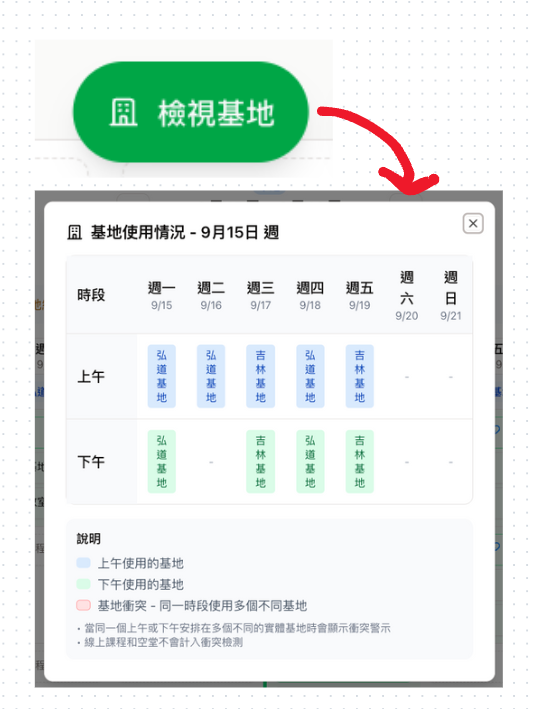 檢視基地
基地使用情況 - 9月15日 週
時段
週一
9/15
週二
9/16
週三
9/17
週四
9/18
週五
9/19
週六
9/20
週日
9/21
上午
弘道基地
弘道基地
吉林基地
弘道基地
吉林基地
-
-
下午
弘道基地
-
吉林基地
弘道基地
吉林基地
-
-
說明
上午使用的基地
下午使用的基地
基地衝突 - 同一時段使用多個不同基地
• 當同一個上午或下午安排在多個不同的實體基地時會顯示衝突警示
• 線上課程和空堂不會計入衝突檢測